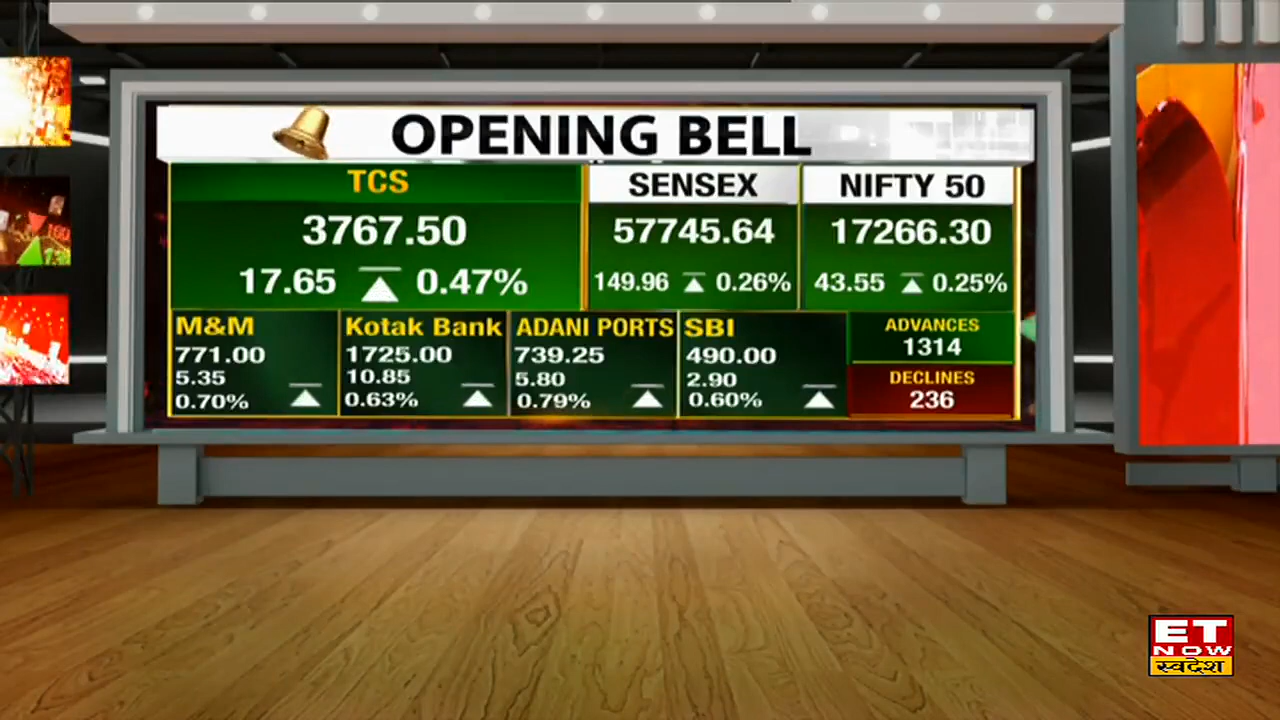 OPENING BELL
TCS
3767.50
17.65 0.47%
SENSEX
57745.64
149.96 0.26%
NIFTY 50
17266.30
43.55 0.25%
M&M
771.00
5.35
0.70%
Kotak Bank
1725.00
10.85
0.63%
ADANI PORTS
739.25
5.80
0.79%
SBI
490.00
2.90
0.60%
ADVANCES
1314
DECLINES
236
ET
NOW
स्वदेश